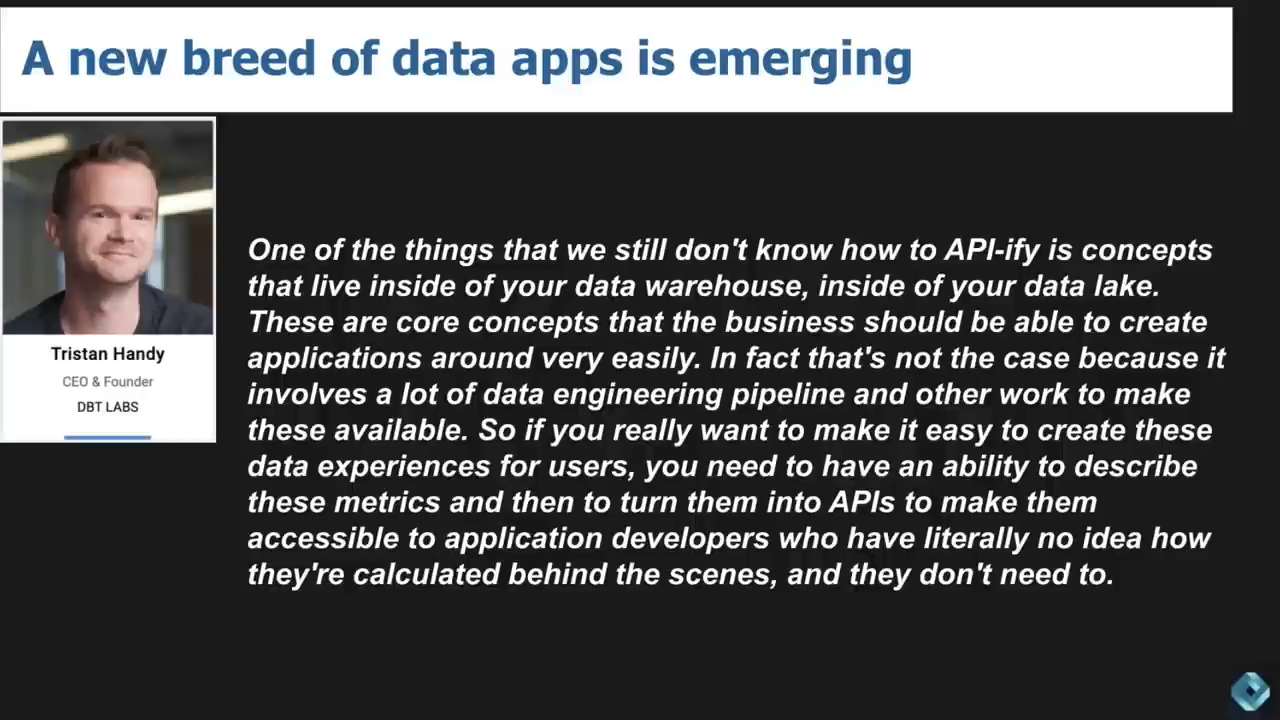 A new breed of data apps is emerging
Tristan Handy
CEO & Founder
DBT LABS
One of the things that we still don't know how to API-ify is concepts
that live inside of your data warehouse, inside of your data lake.
These are core concepts that the business should be able to create
applications around very easily. In fact that's not the case because it
involves a lot of data engineering pipeline and other work to make
these available. So if you really want to make it easy to create these
data experiences for users, you need to have an ability to describe
these metrics and then to turn them into APIs to make them
accessible to application developers who have literally no idea how
they're calculated behind the scenes, and they don't need to.